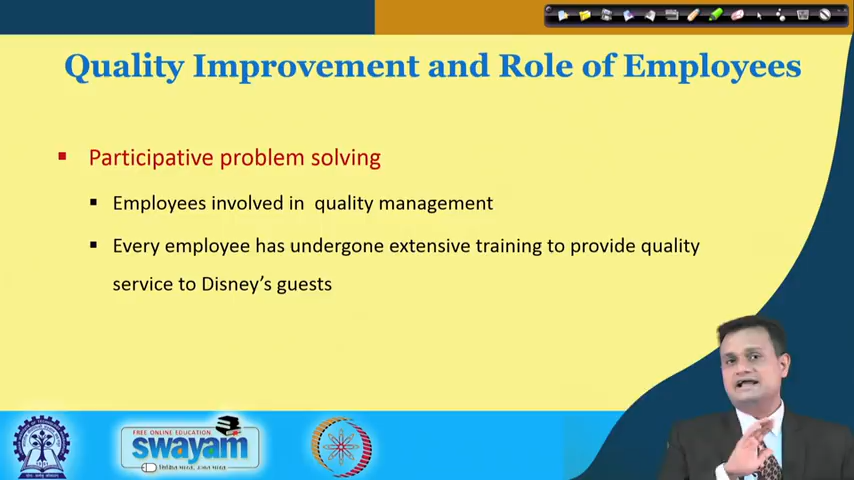 Quality Improvement and Role of Employees
Participative problem solving
Employees involved in quality management
Every employee has undergone extensive training to provide quality
service to Disney's guests
FREE ONLINE EDUCATION
swayam